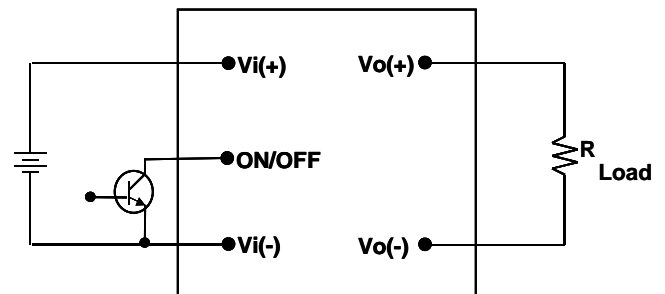 Vi(+)
Vo(+)
ON/OFF
R
Load
Vi(-)
Vo(-)